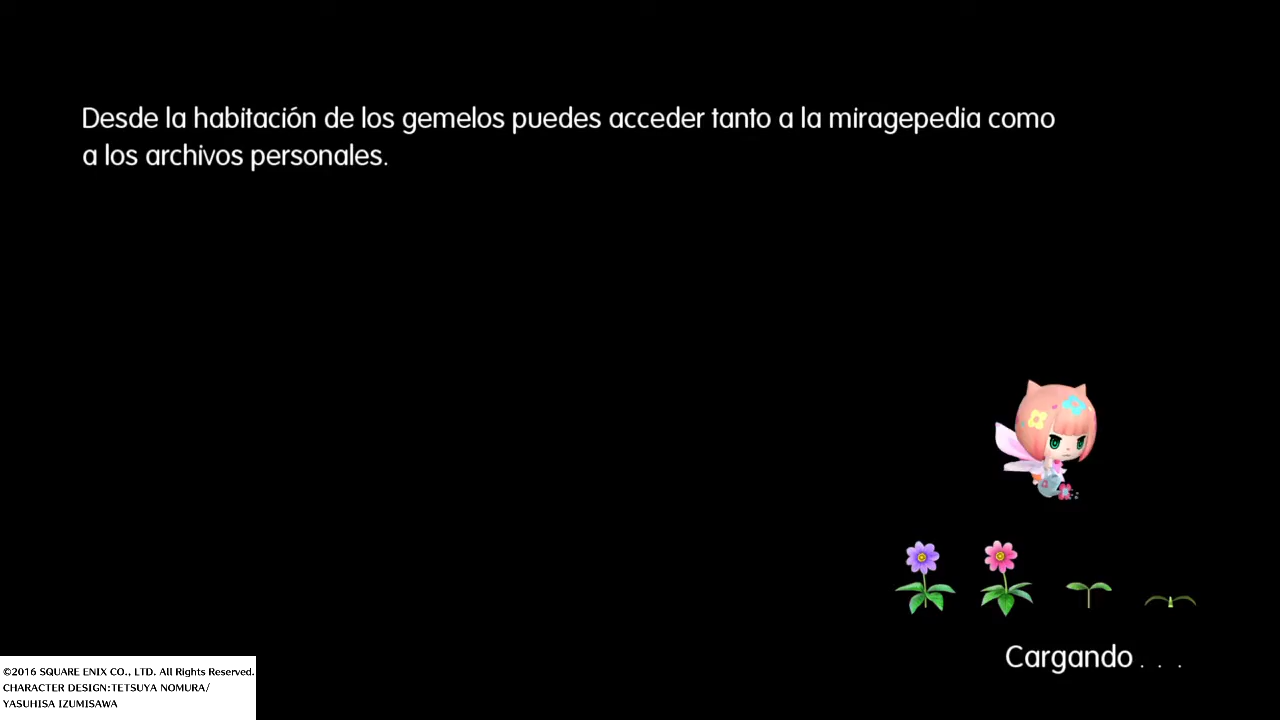 Desde la habitación de los gemelos puedes acceder tanto a la miragepedia como
a los archivos personales.
Cargando . . .
©2016 SQUARE ENIX CO., LTD. All Rights Reserved.
CHARACTER DESIGN:TETSUYA NOMURA/
YASUHISA IZUMISAWA